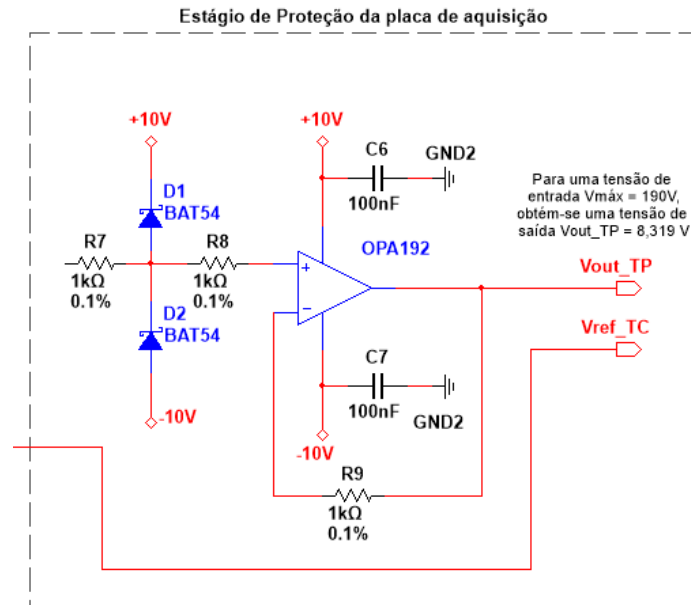 Estágio de Proteção da placa de aquisição
+10V
+10V
C6
GND2
100nF
D1
BAT54
R7
R8
OPA192
1kΩ
0.1%
1kΩ
0.1%
+
−
D2
BAT54
-10V
C7
100nF
GND2
-10V
R9
1kΩ
0.1%
Para uma tensão de
entrada Vmáx = 190V,
obtém-se uma tensão de
saída Vout_TP = 8,319 V
Vout_TP
Vref_TC